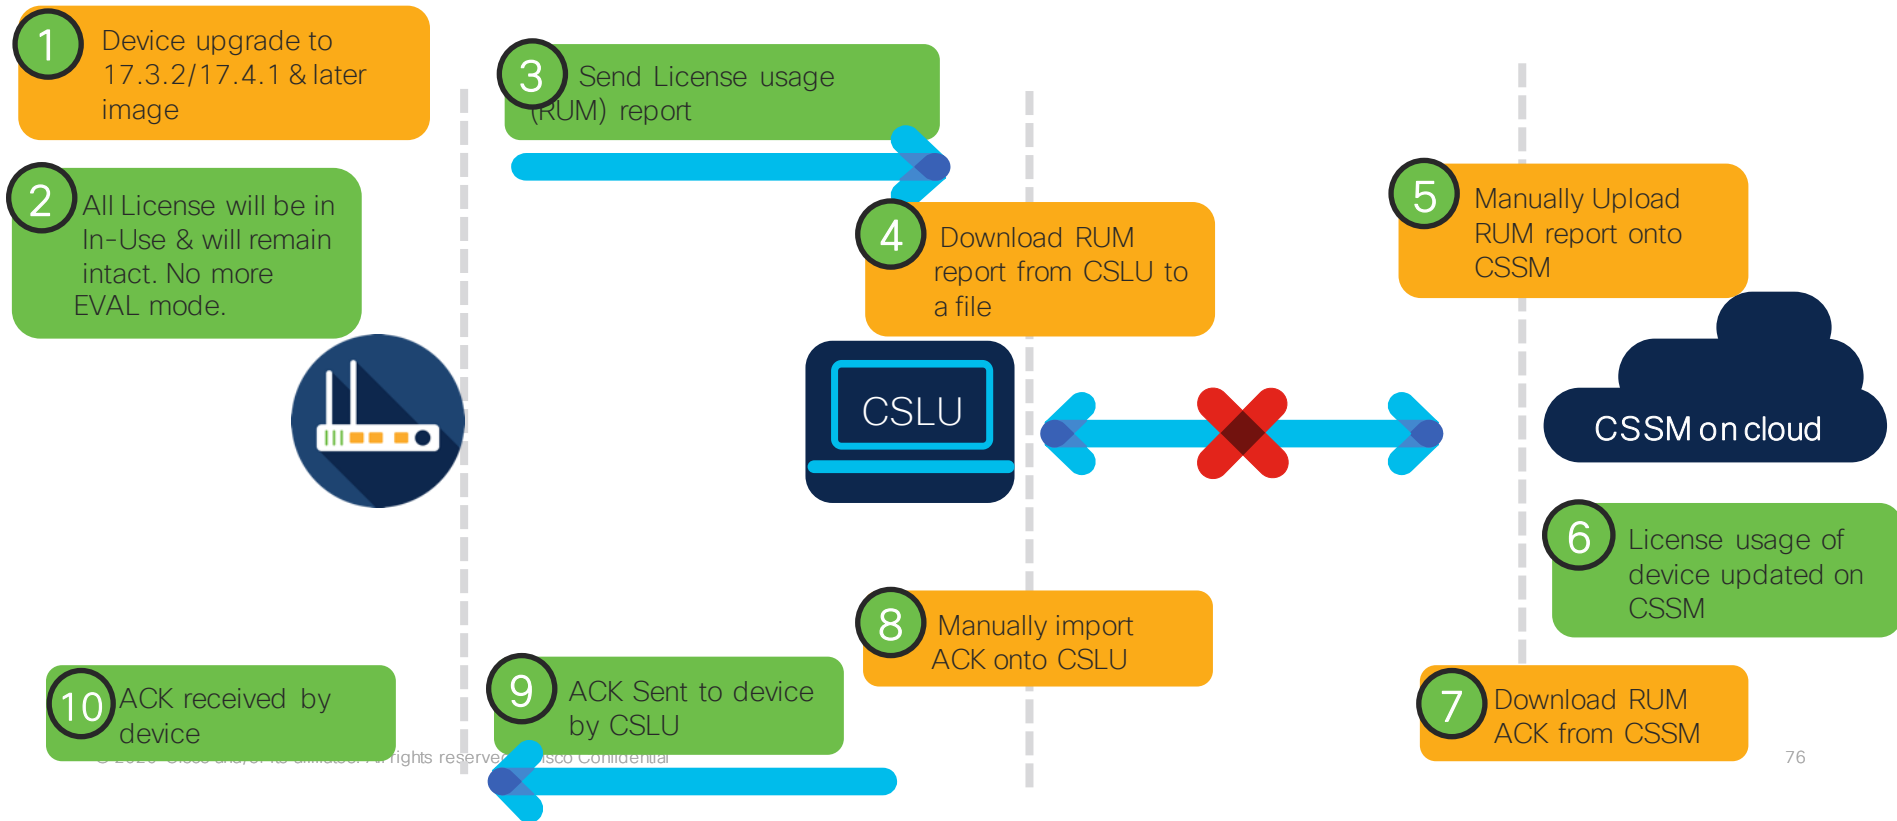 1
Device upgrade to
17.3.2/17.4.1 & later
image
2
All License will be in
In-Use & will remain
intact. No more
EVAL mode.
3
Send License usage
(RUM) report
4
Download RUM
report from CSLU to
a file
5
Manually Upload
RUM report onto
CSSM
CSLU
CSSM on cloud
6
License usage of
device updated on
CSSM
7
Download RUM
ACK from CSSM
8
Manually import
ACK onto CSLU
9
ACK Sent to device
by CSLU
10
ACK received by
device
rights reserved Cisco Confidential
76